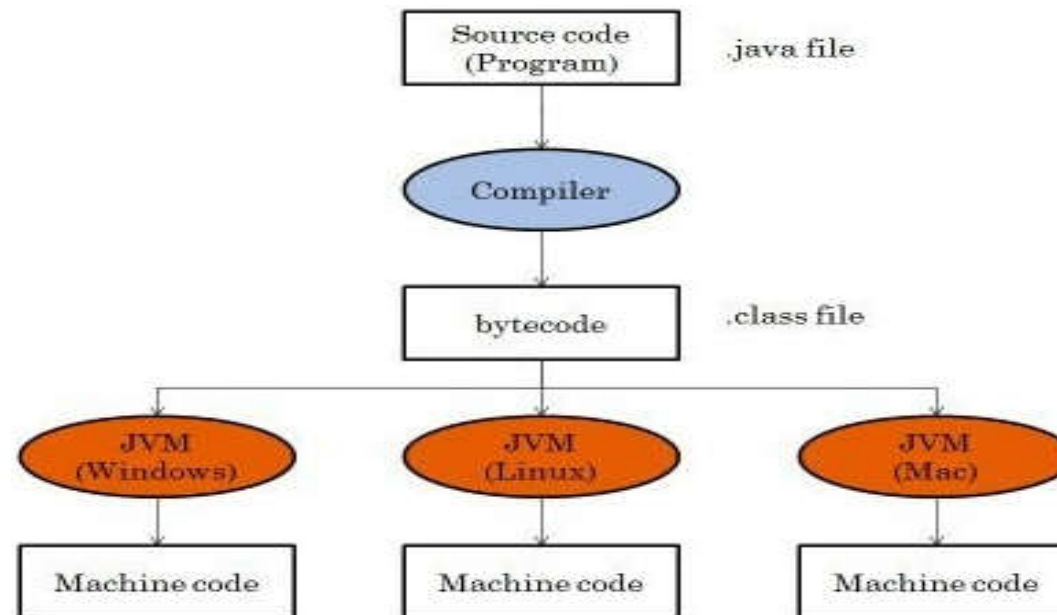 Source code
(Program)
.java file
Compiler
bytecode
.class file
JVM
(Windows)
JVM
(Linux)
JVM
(Mac)
Machine code
Machine code
Machine code